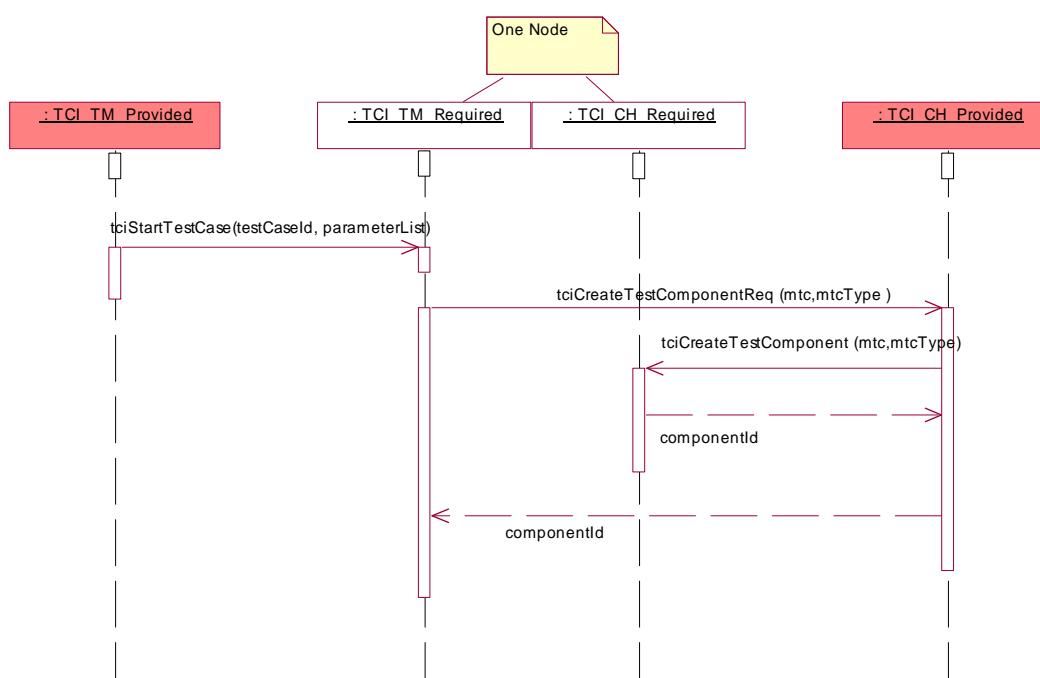 One Node
: TCI_TM_Provided
: TCI_TM_Required
: TCI_CH_Required
: TCI_CH_Provided
tciStartTestCase(testCaseId, parameterList)
tciCreateTestComponentReq (mtc,mtcType )
tciCreateTestComponent (mtc,mtcType)
componentId
componentId